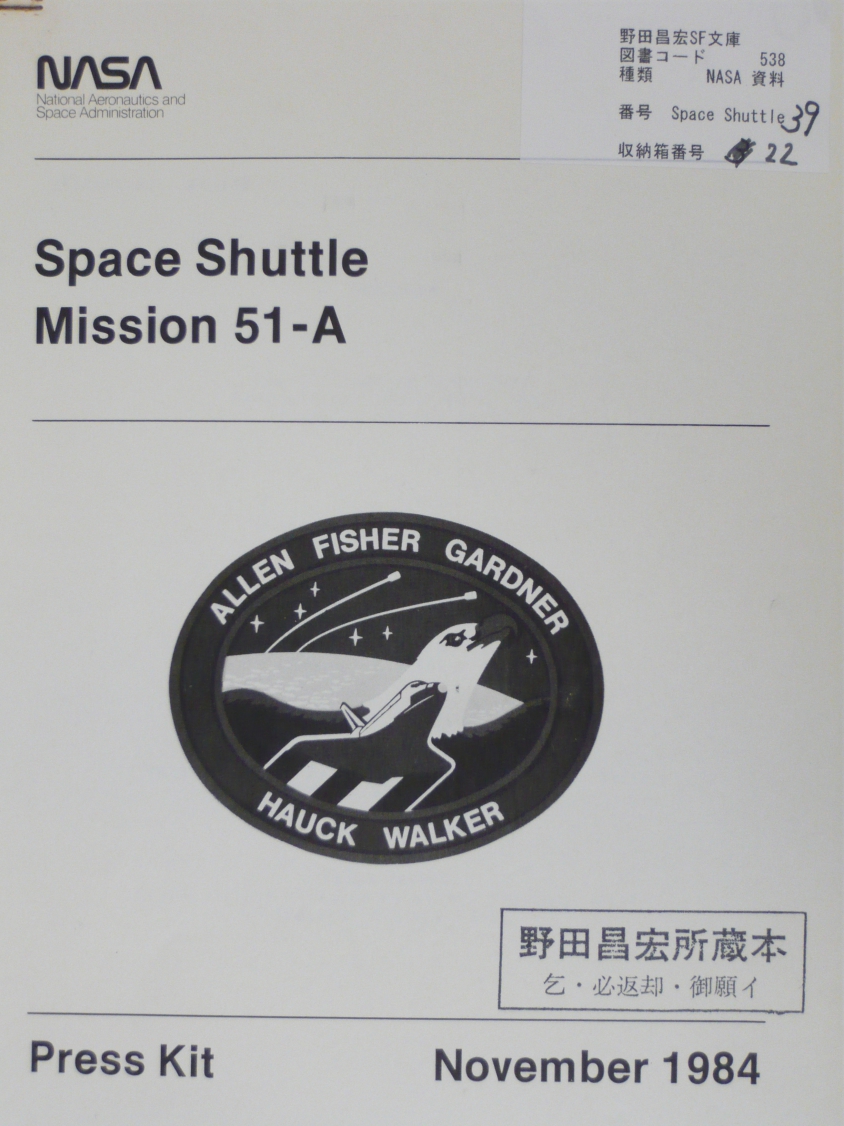 NASA
National Aeronautics and
Space Administration
野田昌宏SF文庫
図書コード 538
種類 NASA 資料
番号 Space Shuttle 39
収納箱番号 22
Space Shuttle
Mission 51-A
ALLEN FISHER GARDNER
HAUCK WALKER
野田昌宏所蔵本
乞・必返却・御願イ
Press Kit
November 1984